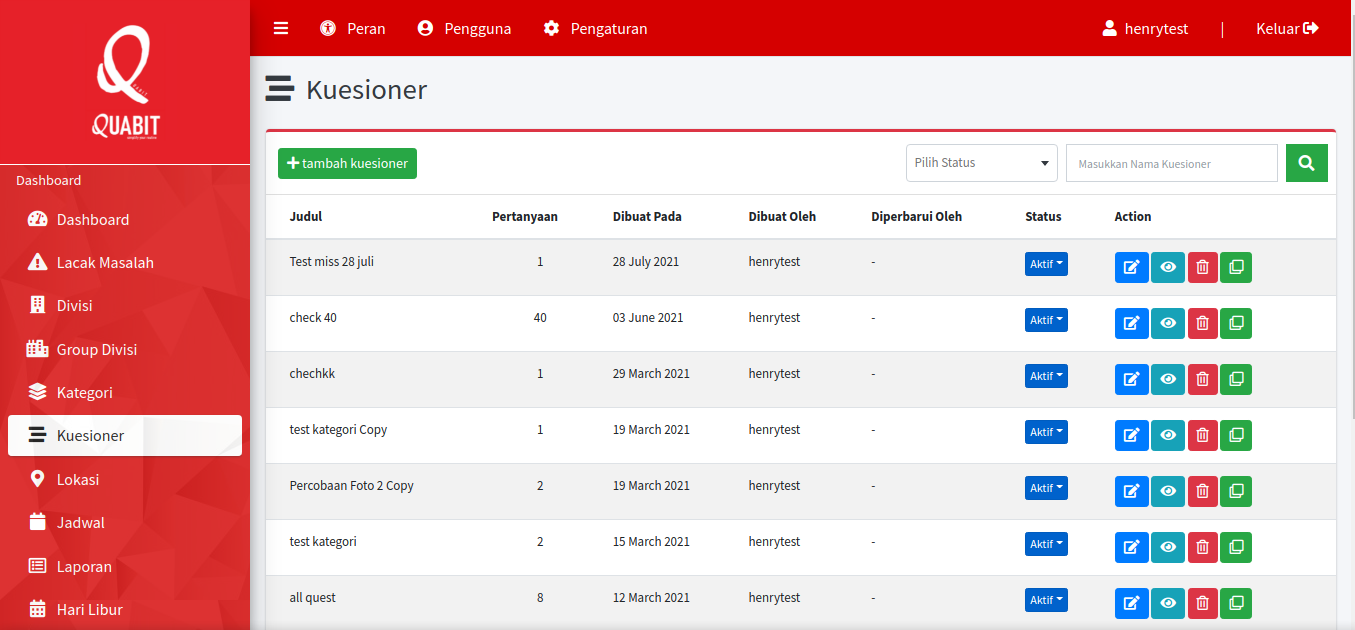 QUABIT
Peran Pengguna Pengaturan henrytest | Keluar
Kuesioner
Dashboard
Dashboard
Lacak Masalah
Divisi
Group Divisi
Kategori
Kuesioner
Lokasi
Jadwal
Laporan
Hari Libur
+ tambah kuesioner Pilih Status Masukkan Nama Kuesioner
Judul Pertanyaan Dibuat Pada Dibuat Oleh Diperbarui Oleh Status Action
Test miss 28 juli 1 28 July 2021 henrytest - Aktif
check 40 40 03 June 2021 henrytest - Aktif
chechkk 1 29 March 2021 henrytest - Aktif
test kategori Copy 1 19 March 2021 henrytest - Aktif
Percobaan Foto 2 Copy 2 19 March 2021 henrytest - Aktif
test kategori 2 15 March 2021 henrytest - Aktif
all quest 8 12 March 2021 henrytest - Aktif